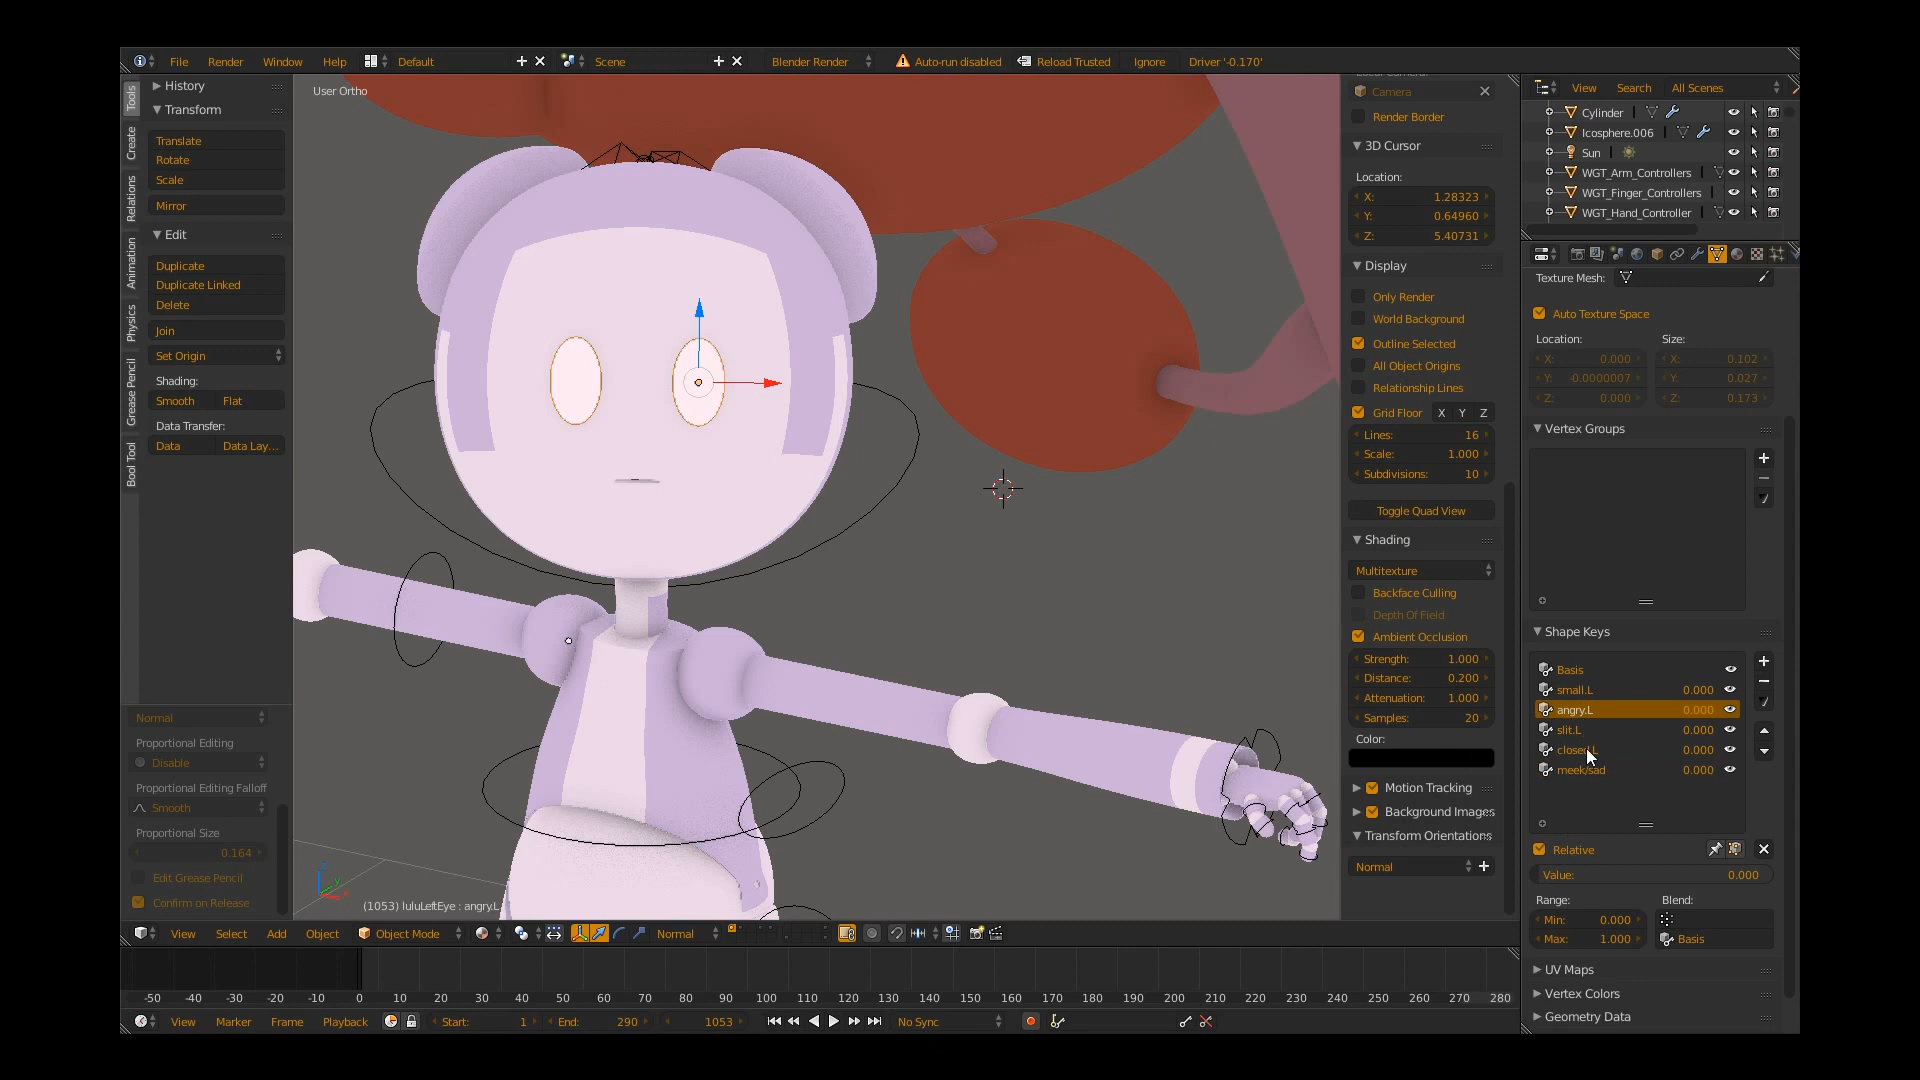 File Render Window Help Default Scene Blender Render Auto-run disabled Reload Trusted Ignore Driver '-0.170'
Tools
Create
Relations
Animation
Physics
Grease Pencil
Bool Tool
History
Transform
Translate
Rotate
Scale
Mirror
Edit
Duplicate
Duplicate Linked
Delete
Join
Set Origin
Shading:
Smooth Flat
Data Transfer:
Data Data Lay...
Normal
Proportional Editing
Disable
Proportional Editing Falloff
Smooth
Proportional Size
0.164
Edit Grease Pencil
Confirm on Release
User Ortho
(1053) luluLeftEye : angry.L
Camera
Render Border
3D Cursor
Location:
X: 1.28323
Y: 0.64960
Z: 5.40731
Display
Only Render
World Background
Outline Selected
All Object Origins
Relationship Lines
Grid Floor X Y Z
Lines: 16
Scale: 1.000
Subdivisions: 10
Toggle Quad View
Shading
Multitexture
Backface Culling
Depth Of Field
Ambient Occlusion
Strength: 1.000
Distance: 0.200
Attenuation: 1.000
Samples: 20
Color:
Motion Tracking
Background Images
Transform Orientations
Normal
View Search All Scenes
Cylinder
Icosphere.006
Sun
WGT_Arm_Controllers
WGT_Finger_Controllers
WGT_Hand_Controller
Texture Mesh:
Auto Texture Space
Location: Size:
X: 0.000 X: 0.102
Y: -0.0000007 Y: 0.027
Z: 0.000 Z: 0.173
Vertex Groups
Shape Keys
Basis
small.L 0.000
angry.L 0.000
slit.L 0.000
closed.L 0.000
meek/sad 0.000
Relative
Value: 0.000
Range: Blend:
Min: 0.000
Max: 1.000 Basis
UV Maps
Vertex Colors
Geometry Data
View Select Add Object Object Mode Normal
-50 -40 -30 -20 -10 0 10 20 30 40 50 60 70 80 90 100 110 120 130 140 150 160 170 180 190 200 210 220 230 240 250 260 270 280
View Marker Frame Playback Start: 1 End: 290 1053 No Sync